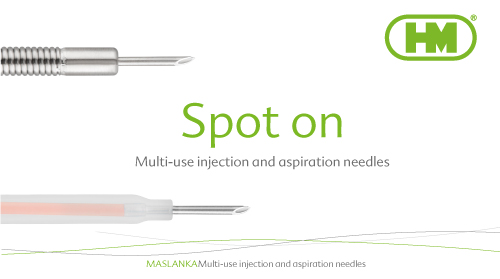 HM®
Spot on
Multi-use injection and aspiration needles
MASLANKAMulti-use injection and aspiration needles